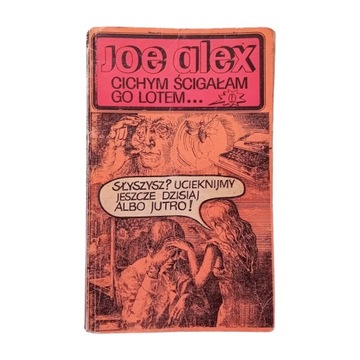 Joe alex
CICHYM ŚCIGAŁAM
GO LOTEM...
SŁYSZYSZ? UCIEKNIJMY
JESZCZE DZISIAJ
ALBO JUTRO!